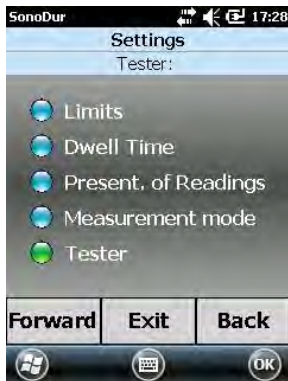 SonoDur 17:28
Settings
Tester:
Limits
Dwell Time
Present. of Readings
Measurement mode
Tester
Forward Exit Back
OK